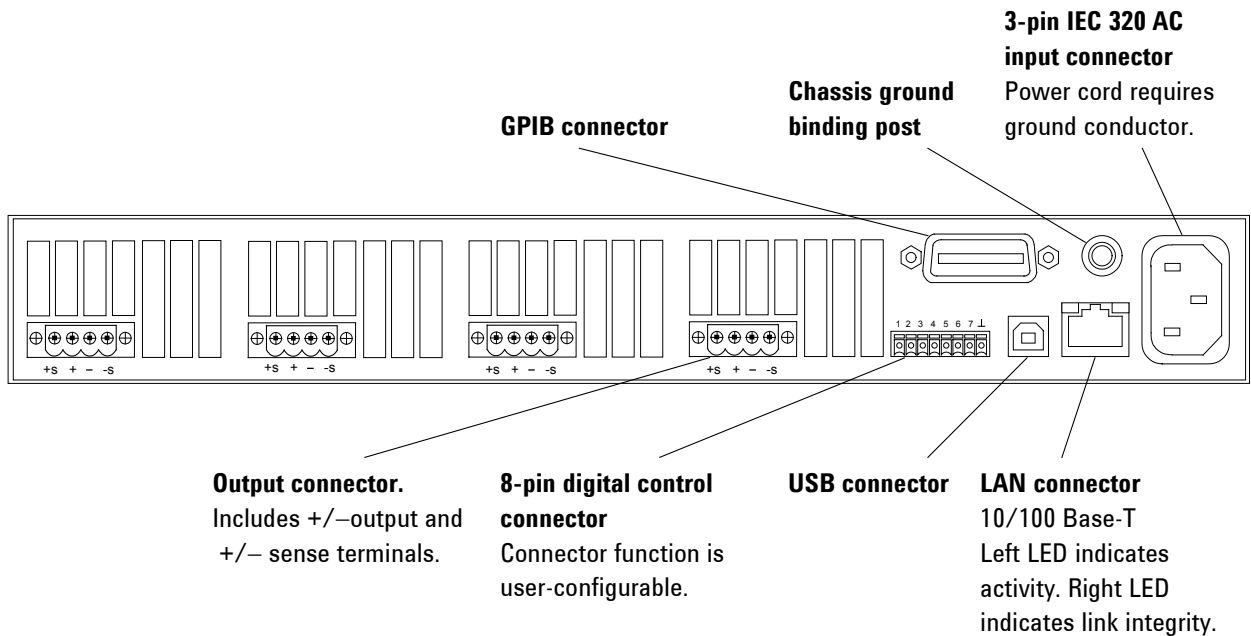 3-pin IEC 320 AC
input connector
Power cord requires
ground conductor.
Chassis ground
binding post
GPIB connector
1 2 3 4 5 6 7 ⊥
+s + – -s
+s + – -s
+s + – -s
+s + – -s
Output connector.
Includes +/–output and
+/– sense terminals.
8-pin digital control
connector
Connector function is
user-configurable.
USB connector
LAN connector
10/100 Base-T
Left LED indicates
activity. Right LED
indicates link integrity.